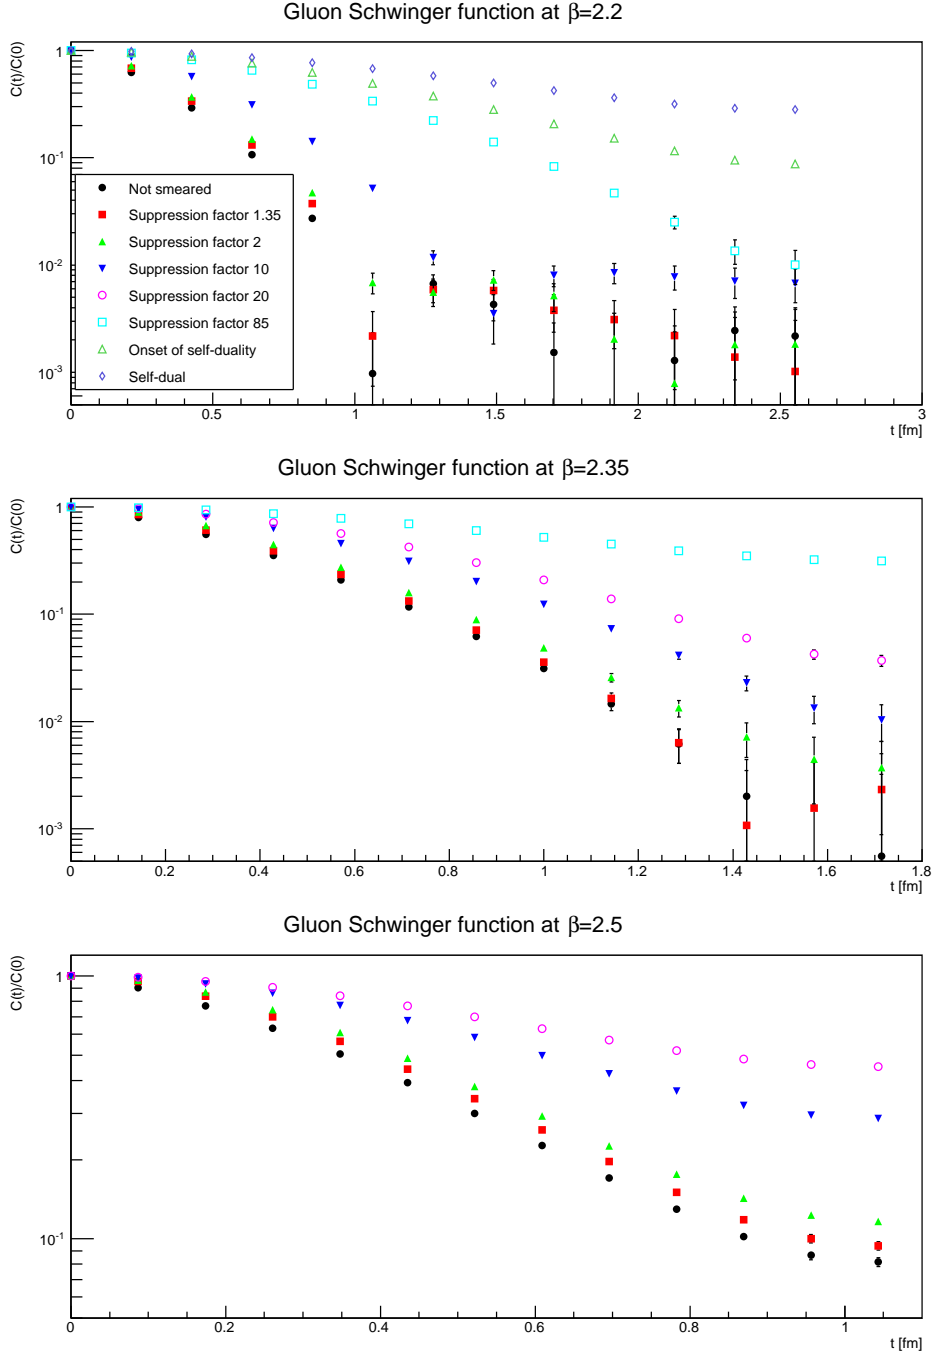 Gluon Schwinger function at β=2.2
C(t)/C(0)
1
10⁻¹
10⁻²
10⁻³
Not smeared
Suppression factor 1.35
Suppression factor 2
Suppression factor 10
Suppression factor 20
Suppression factor 85
Onset of self-duality
Self-dual
0 0.5 1 1.5 2 2.5 3
t [fm]
Gluon Schwinger function at β=2.35
C(t)/C(0)
1
10⁻¹
10⁻²
10⁻³
0 0.2 0.4 0.6 0.8 1 1.2 1.4 1.6 1.8
t [fm]
Gluon Schwinger function at β=2.5
C(t)/C(0)
1
10⁻¹
0 0.2 0.4 0.6 0.8 1
t [fm]